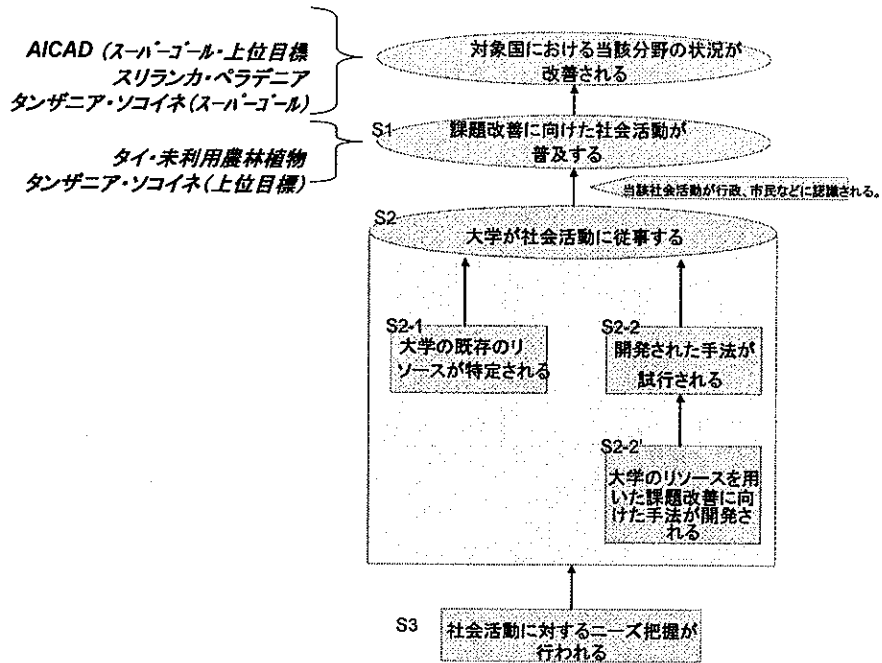 AICAD (スーパーゴール・上位目標
スリランカ・ペラデニア
タンザニア・ソコイネ(スーパーゴール)
対象国における当該分野の状況が
改善される
S1
課題改善に向けた社会活動が
普及する
タイ・未利用農林植物
タンザニア・ソコイネ(上位目標)
当該社会活動が行政、市民などに認識される。
S2
大学が社会活動に従事する
S2-1
大学の既存のリ
ソースが特定される
S2-2
開発された手法が
試行される
S2-2'
大学のリソースを用
いた課題改善に向
けた手法が開発さ
れる
S3
社会活動に対するニーズ把握が
行われる